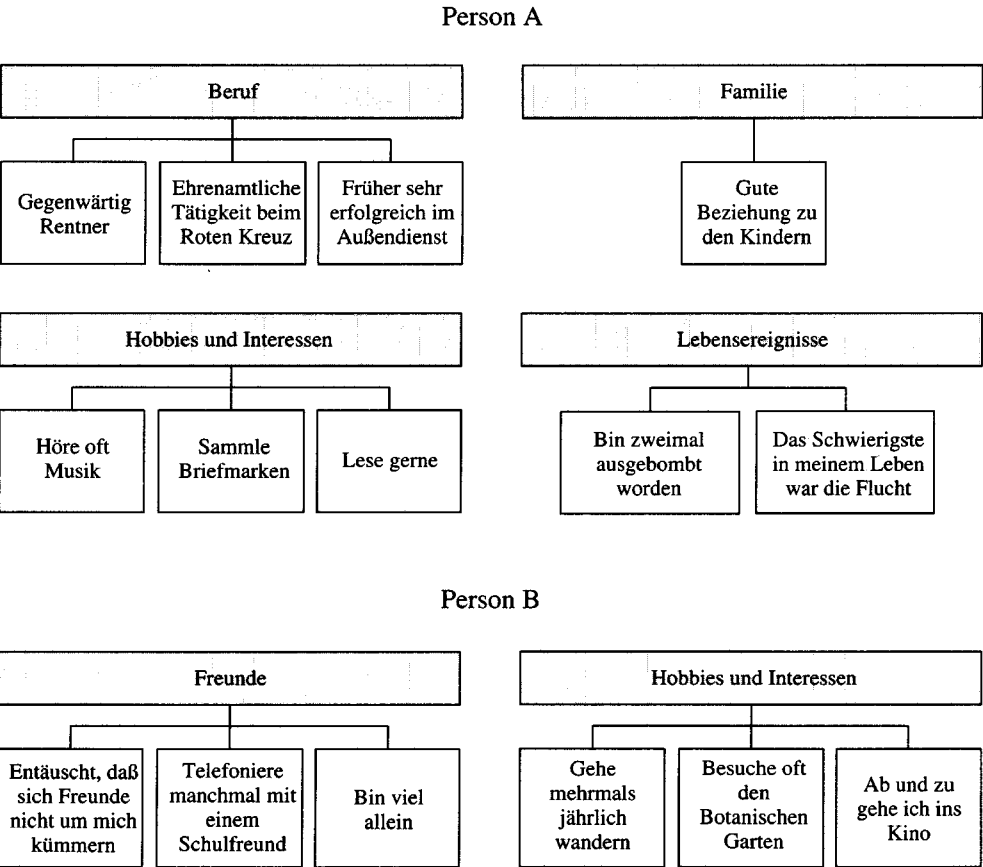 Person A
Beruf
Gegenwärtig
Rentner
Ehrenamtliche
Tätigkeit beim
Roten Kreuz
Früher sehr
erfolgreich im
Außendienst
Familie
Gute
Beziehung zu
den Kindern
Hobbies und Interessen
Höre oft
Musik
Sammle
Briefmarken
Lese gerne
Lebensereignisse
Bin zweimal
ausgebombt
worden
Das Schwierigste
in meinem Leben
war die Flucht
Person B
Freunde
Entäuscht, daß
sich Freunde
nicht um mich
kümmern
Telefoniere
manchmal mit
einem
Schulfreund
Bin viel
allein
Hobbies und Interessen
Gehe
mehrmals
jährlich
wandern
Besuche oft
den
Botanischen
Garten
Ab und zu
gehe ich ins
Kino